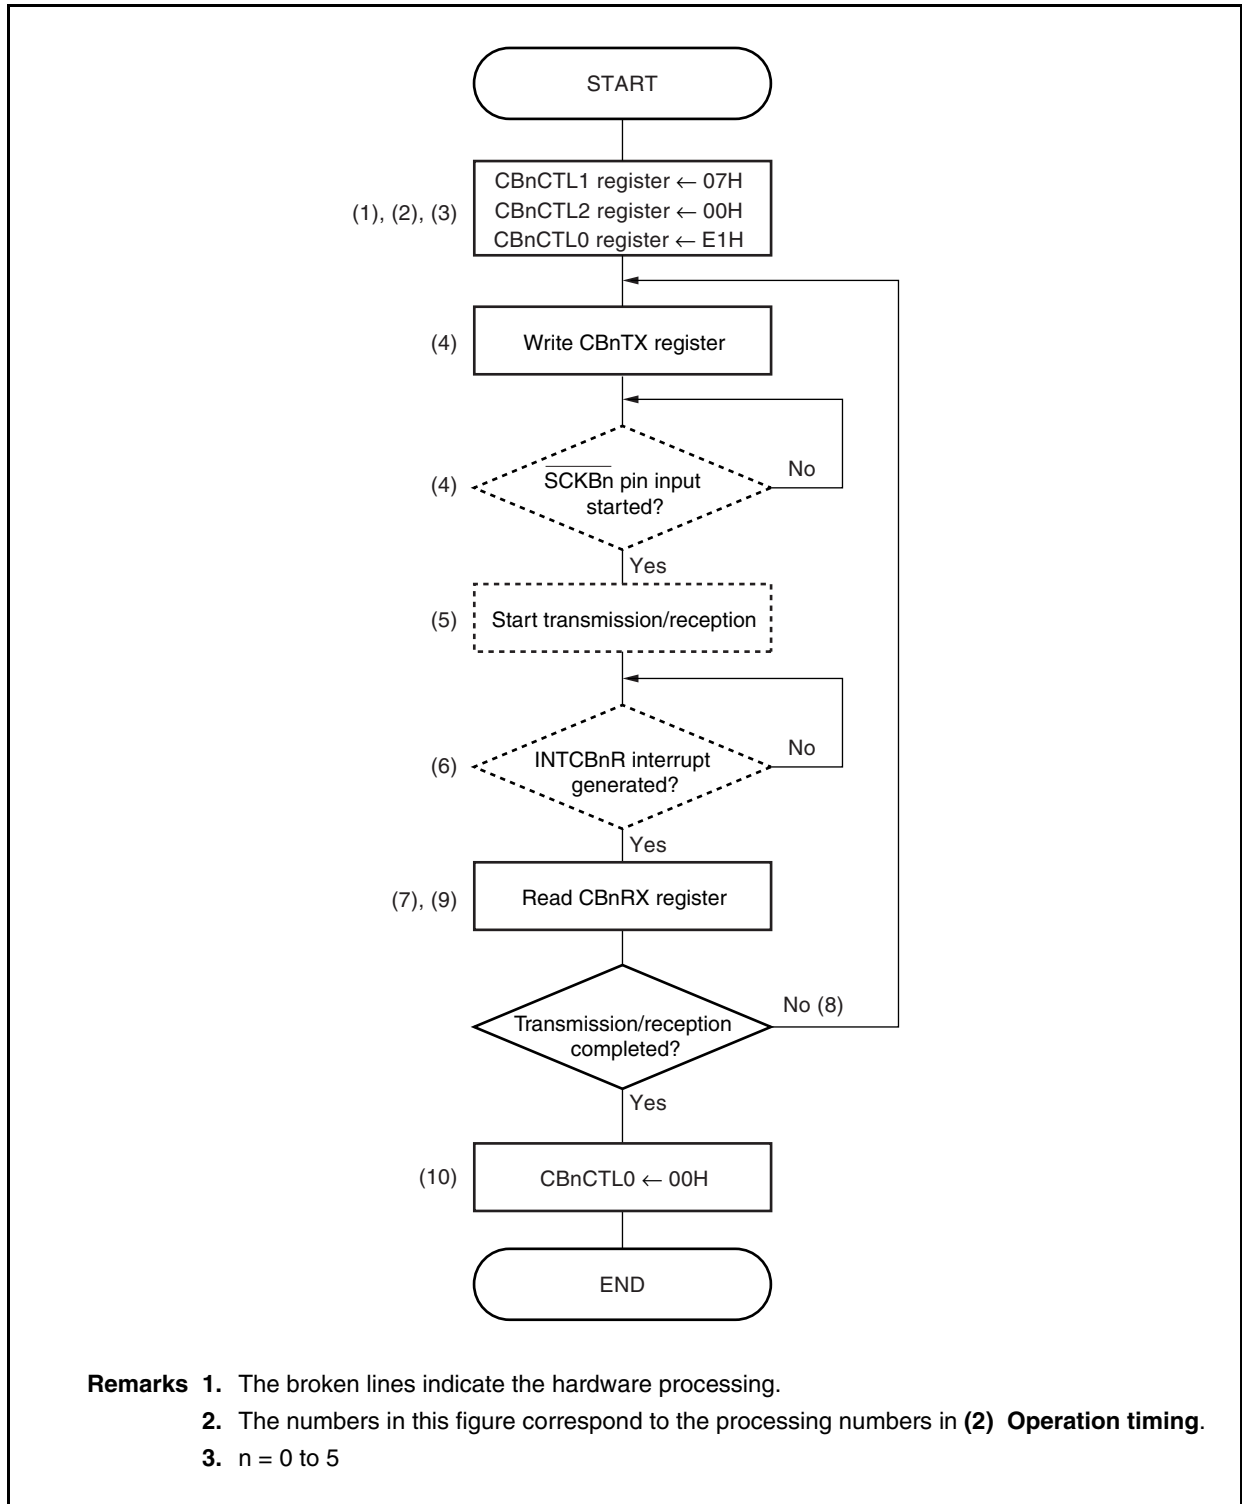 START
(1), (2), (3)
CBnCTL1 register ← 07H
CBnCTL2 register ← 00H
CBnCTL0 register ← E1H
(4)
Write CBnTX register
(4)
SCKBn pin input
started?
No
Yes
(5)
Start transmission/reception
(6)
INTCBnR interrupt
generated?
No
Yes
(7), (9)
Read CBnRX register
Transmission/reception
completed?
No (8)
Yes
(10)
CBnCTL0 ← 00H
END
Remarks 1. The broken lines indicate the hardware processing.
2. The numbers in this figure correspond to the processing numbers in (2) Operation timing.
3. n = 0 to 5